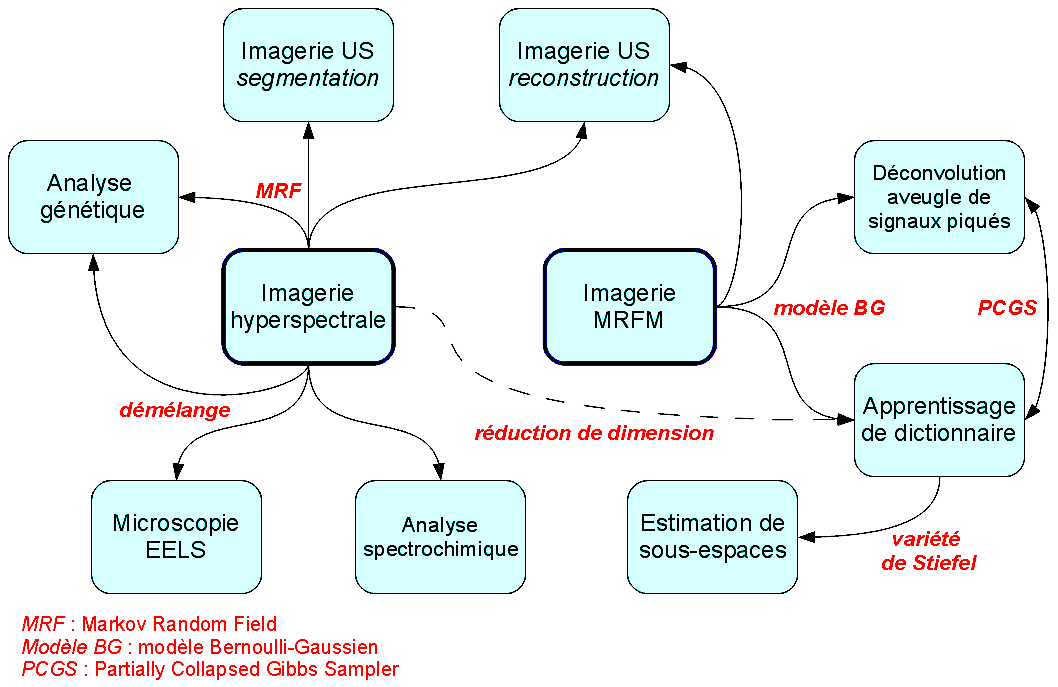 Imagerie US
segmentation
Imagerie US
reconstruction
Analyse
génétique
MRF
Déconvolution
aveugle de
signaux piqués
Imagerie
hyperspectrale
Imagerie
MRFM
modèle BG
PCGS
démélange
réduction de dimension
Apprentissage
de dictionnaire
Microscopie
EELS
Analyse
spectrochimique
Estimation de
sous-espaces
variété
de Stiefel
MRF : Markov Random Field
Modèle BG : modèle Bernoulli-Gaussien
PCGS : Partially Collapsed Gibbs Sampler